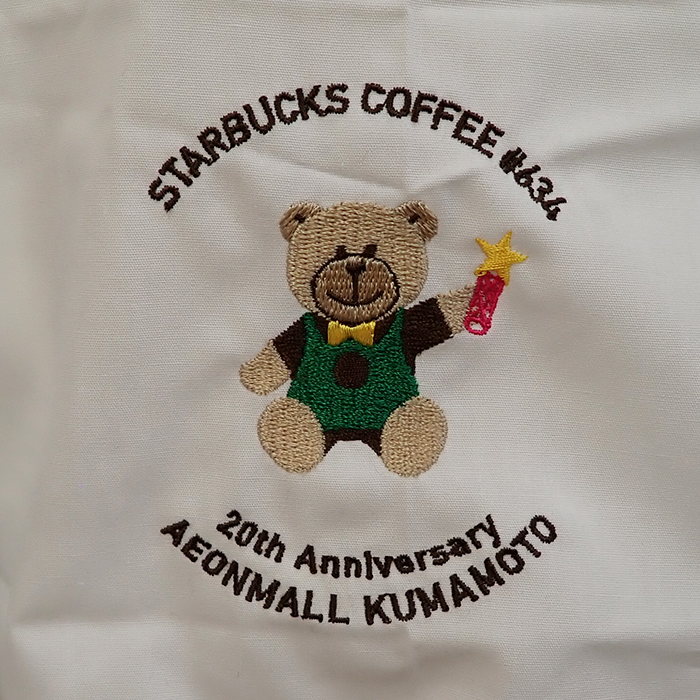 STARBUCKS COFFEE #634
20th Anniversary
AEONMALL KUMAMOTO